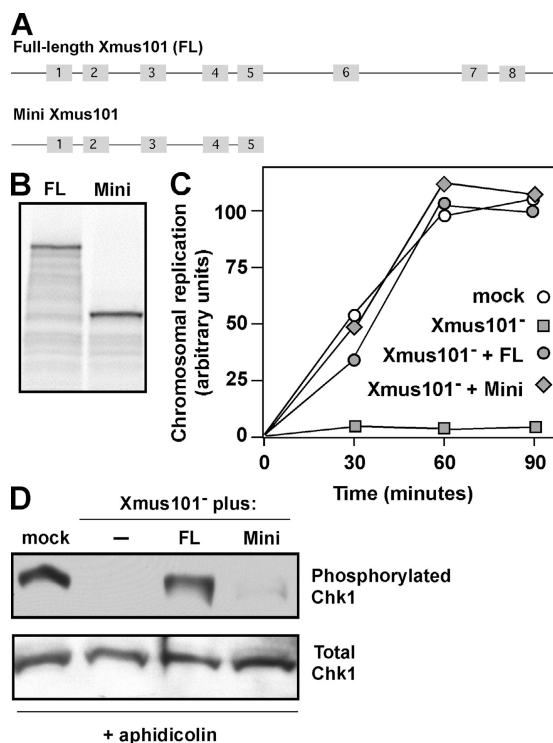 A
Full-length Xmus101 (FL)
1 2 3 4 5 6 7 8
Mini Xmus101
1 2 3 4 5
B
FL Mini
C
Chromosomal replication
(arbitrary units)
100
75
50
25
0
0 30 60 90
Time (minutes)
mock
Xmus101-
Xmus101- + FL
Xmus101- + Mini
D
Xmus101- plus:
mock – FL Mini
Phosphorylated
Chk1
Total
Chk1
+ aphidicolin